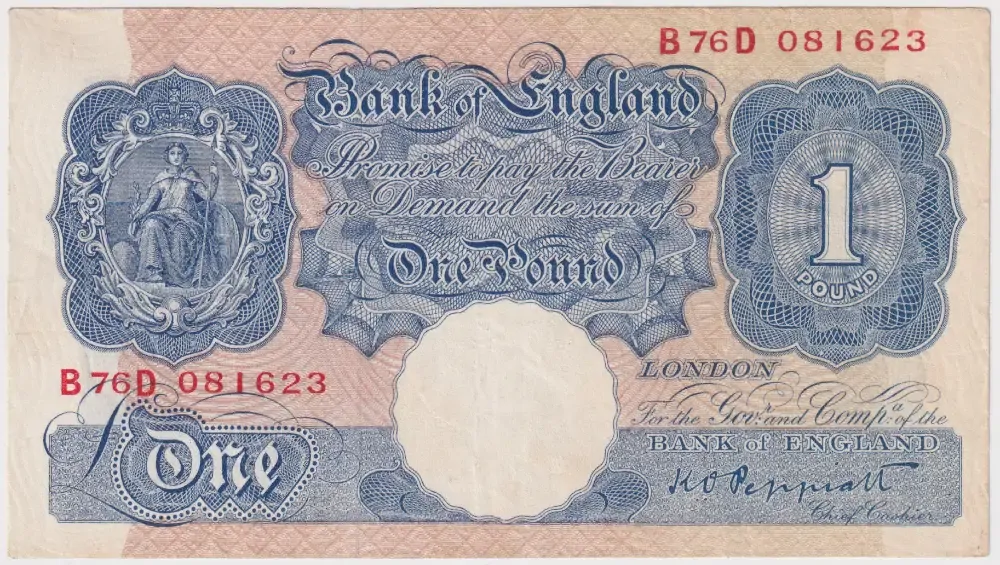 B76D 081623
Bank of England
Promise to pay the Bearer
on Demand the sum of
One Pound
1
POUND
B76D 081623
LONDON
For the Govr. and Compa. of the
BANK of ENGLAND
K O Peppiatt
Chief Cashier
One